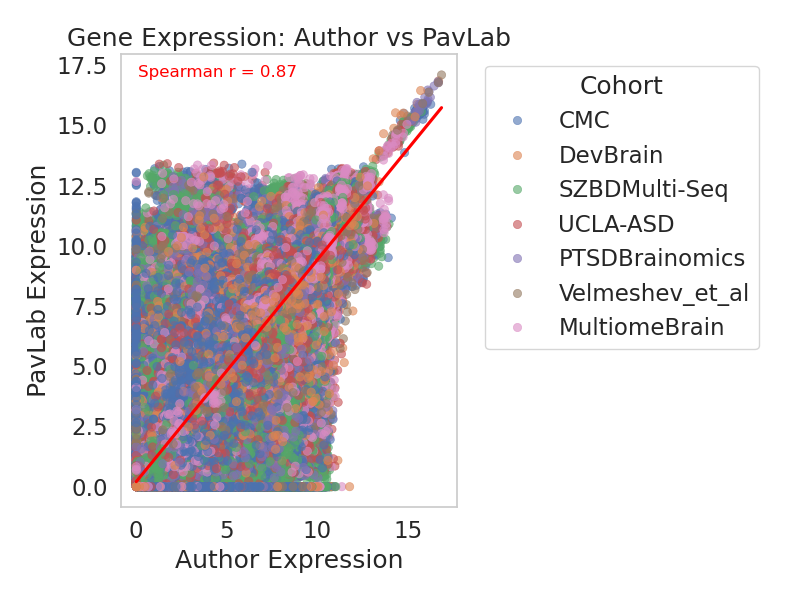 Gene Expression: Author vs PavLab
Spearman r = 0.87
17.5
15.0
12.5
10.0
7.5
5.0
2.5
0.0
PavLab Expression
0 5 10 15
Author Expression
Cohort
CMC
DevBrain
SZBDMulti-Seq
UCLA-ASD
PTSDBrainomics
Velmeshev_et_al
MultiomeBrain